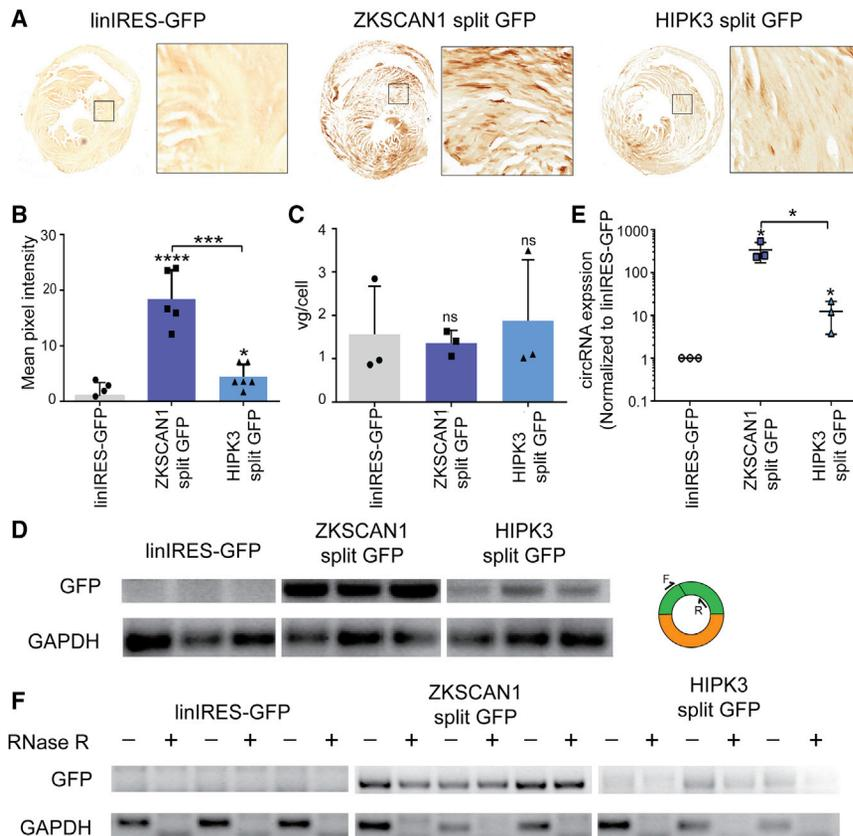 A
linIRES-GFP ZKSCAN1 split GFP HIPK3 split GFP
B
Mean pixel intensity
30
20
10
0
****
***
*
linIRES-GFP
ZKSCAN1
split GFP
HIPK3
split GFP
C
vg/cell
4
3
2
1
0
ns
ns
linIRES-GFP
ZKSCAN1
split GFP
HIPK3
split GFP
E
circRNA expssion
(Normalized to linIRES-GFP
1000
100
10
1
0.1
*
*
*
linIRES-GFP
ZKSCAN1
split GFP
HIPK3
split GFP
D
linIRES-GFP
ZKSCAN1
split GFP
HIPK3
split GFP
GFP
GAPDH
F
R
F
linIRES-GFP
ZKSCAN1
split GFP
HIPK3
split GFP
RNase R − + − + − + − + − + − + − + − + − +
GFP
GAPDH